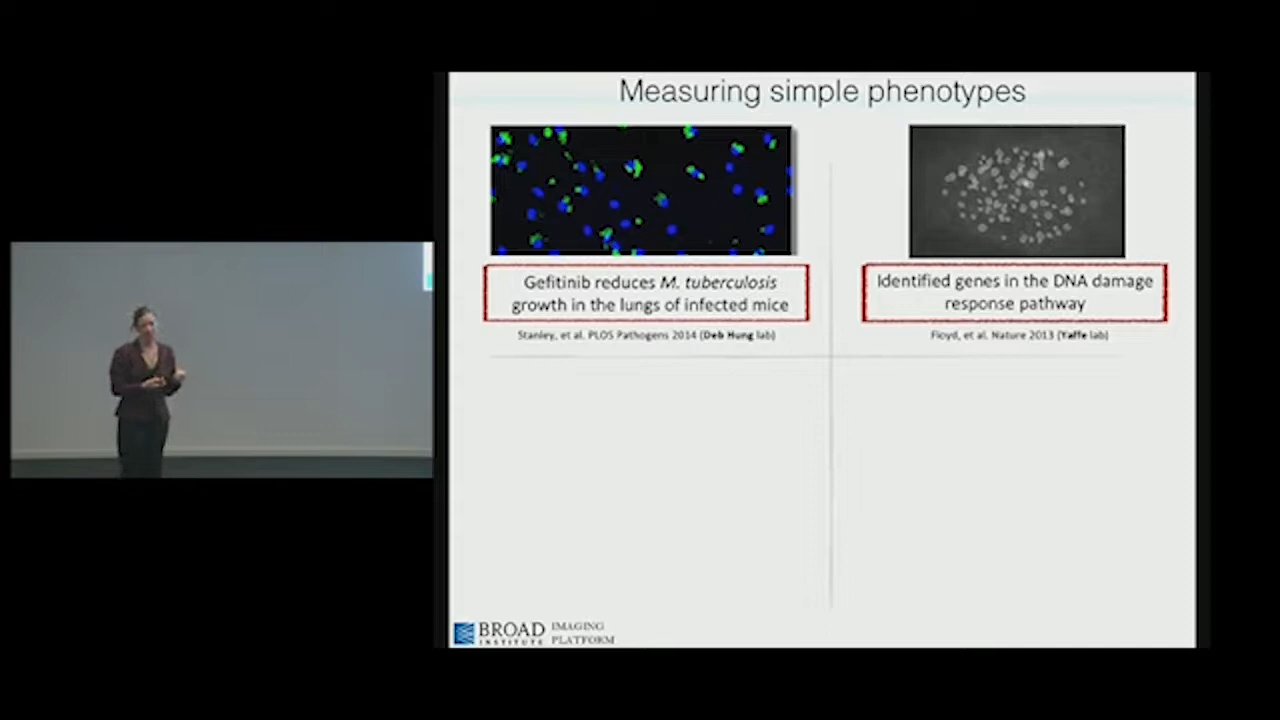 Measuring simple phenotypes
Gefitinib reduces M. tuberculosis
growth in the lungs of infected mice
Stanley, et al. PLOS Pathogens 2014 (Deb Hung lab)
Identified genes in the DNA damage
response pathway
Floyd, et al. Nature 2013 (Yaffe lab)
BROAD
INSTITUTE
IMAGING
PLATFORM